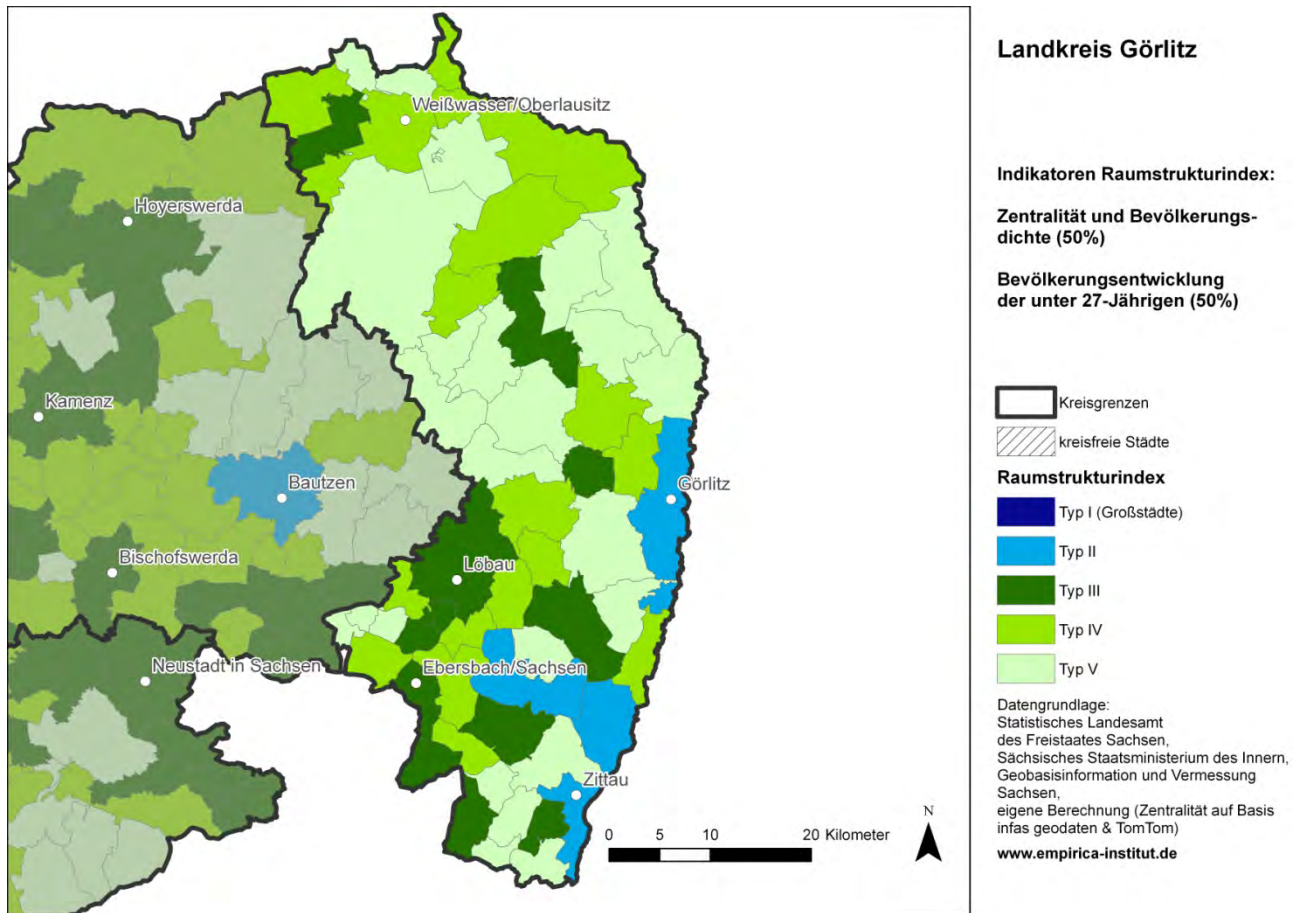 Landkreis Görlitz
Indikatoren Raumstrukturindex:
Zentralität und Bevölkerungs-
dichte (50%)
Bevölkerungsentwicklung
der unter 27-Jährigen (50%)
Kreisgrenzen
kreisfreie Städte
Raumstrukturindex
Typ I (Großstädte)
Typ II
Typ III
Typ IV
Typ V
Datengrundlage:
Statistisches Landesamt
des Freistaates Sachsen,
Sächsisches Staatsministerium des Innern,
Geobasisinformation und Vermessung
Sachsen,
eigene Berechnung (Zentralität auf Basis
infas geodaten & TomTom)
www.empirica-institut.de
Weißwasser/Oberlausitz
Hoyerswerda
Kamenz
Bautzen
Görlitz
Bischofswerda
Löbau
Neustadt in Sachsen
Ebersbach/Sachsen
Zittau
N
0 5 10 20 Kilometer